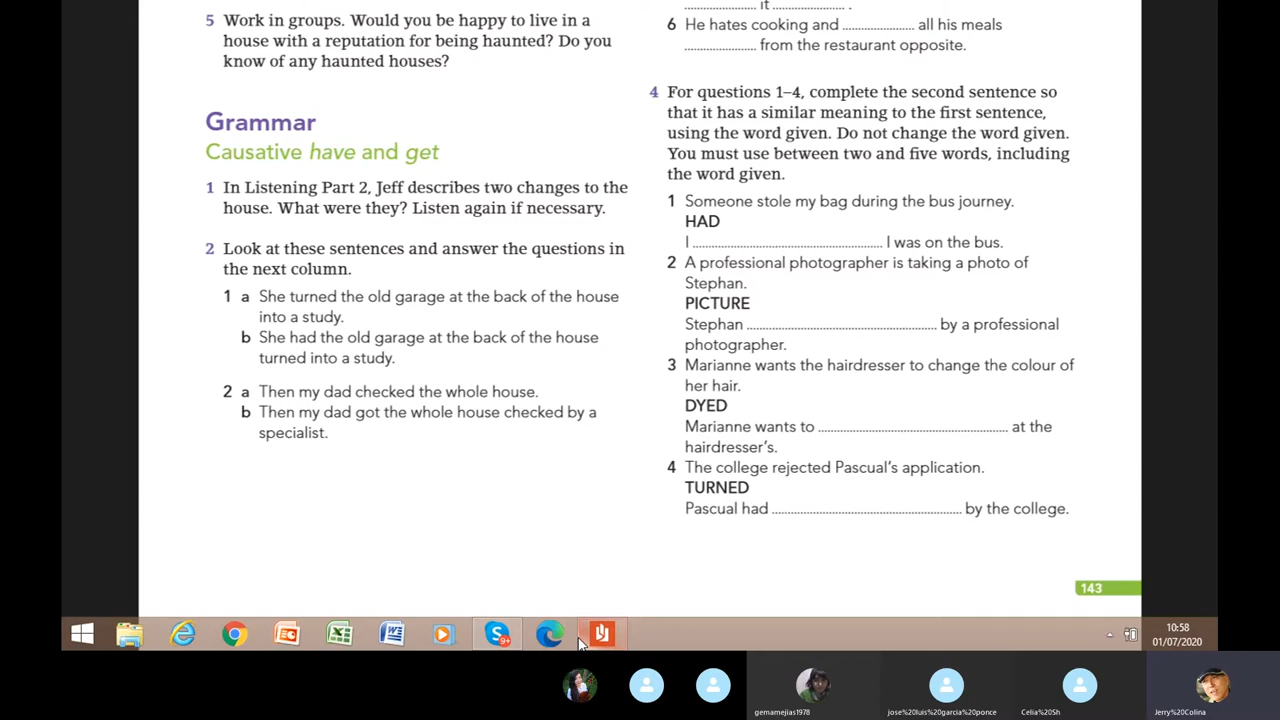 5 Work in groups. Would you be happy to live in a
house with a reputation for being haunted? Do you
know of any haunted houses?
Grammar
Causative have and get
1 In Listening Part 2, Jeff describes two changes to the
house. What were they? Listen again if necessary.
2 Look at these sentences and answer the questions in
the next column.
1 a She turned the old garage at the back of the house
into a study.
b She had the old garage at the back of the house
turned into a study.
2 a Then my dad checked the whole house.
b Then my dad got the whole house checked by a
specialist.
.................... it .................... .
6 He hates cooking and .................... all his meals
.................... from the restaurant opposite.
4 For questions 1–4, complete the second sentence so
that it has a similar meaning to the first sentence,
using the word given. Do not change the word given.
You must use between two and five words, including
the word given.
1 Someone stole my bag during the bus journey.
HAD
I .................................................... I was on the bus.
2 A professional photographer is taking a photo of
Stephan.
PICTURE
Stephan .................................................... by a professional
photographer.
3 Marianne wants the hairdresser to change the colour of
her hair.
DYED
Marianne wants to .................................................... at the
hairdresser's.
4 The college rejected Pascual's application.
TURNED
Pascual had .................................................... by the college.
143
9+
10:58
01/07/2020
gemamejias1978
jose%20luis%20garcia%20ponce
Celia%20Sh
Jerry%20Colina